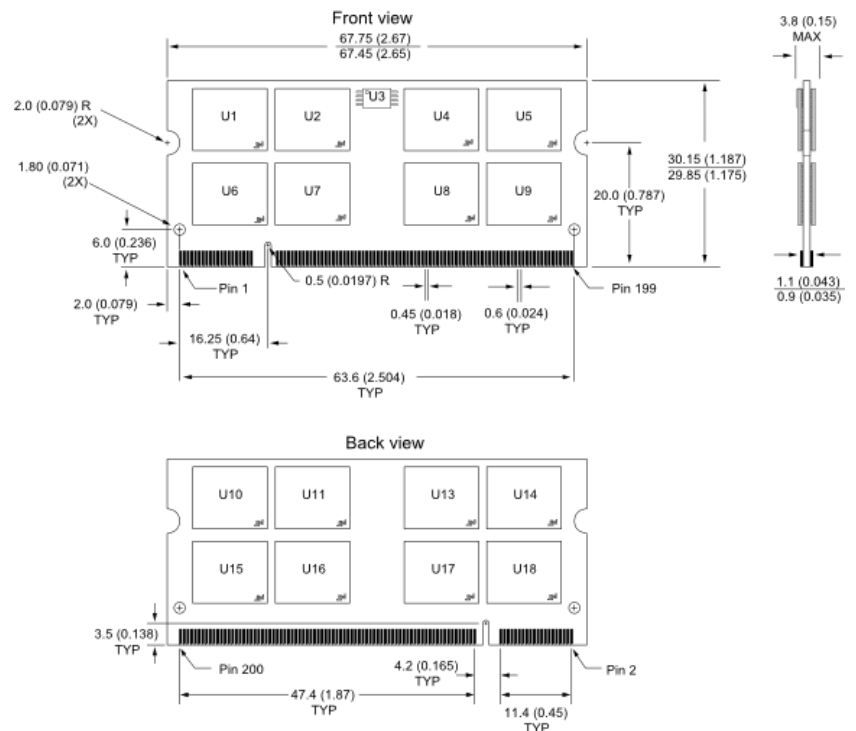 Front view
67.75 (2.67)
67.45 (2.65)
3.8 (0.15)
MAX
2.0 (0.079) R
(2X)
U1
U2
U3
U4
U5
1.80 (0.071)
(2X)
U6
U7
U8
U9
20.0 (0.787)
TYP
30.15 (1.187)
29.85 (1.175)
6.0 (0.236)
TYP
2.0 (0.079)
TYP
Pin 1
0.5 (0.0197) R
0.45 (0.018)
TYP
0.6 (0.024)
TYP
Pin 199
1.1 (0.043)
0.9 (0.035)
16.25 (0.64)
TYP
63.6 (2.504)
TYP
Back view
U10
U11
U13
U14
U15
U16
U17
U18
3.5 (0.138)
TYP
Pin 200
4.2 (0.165)
TYP
Pin 2
47.4 (1.87)
TYP
11.4 (0.45)
TYP